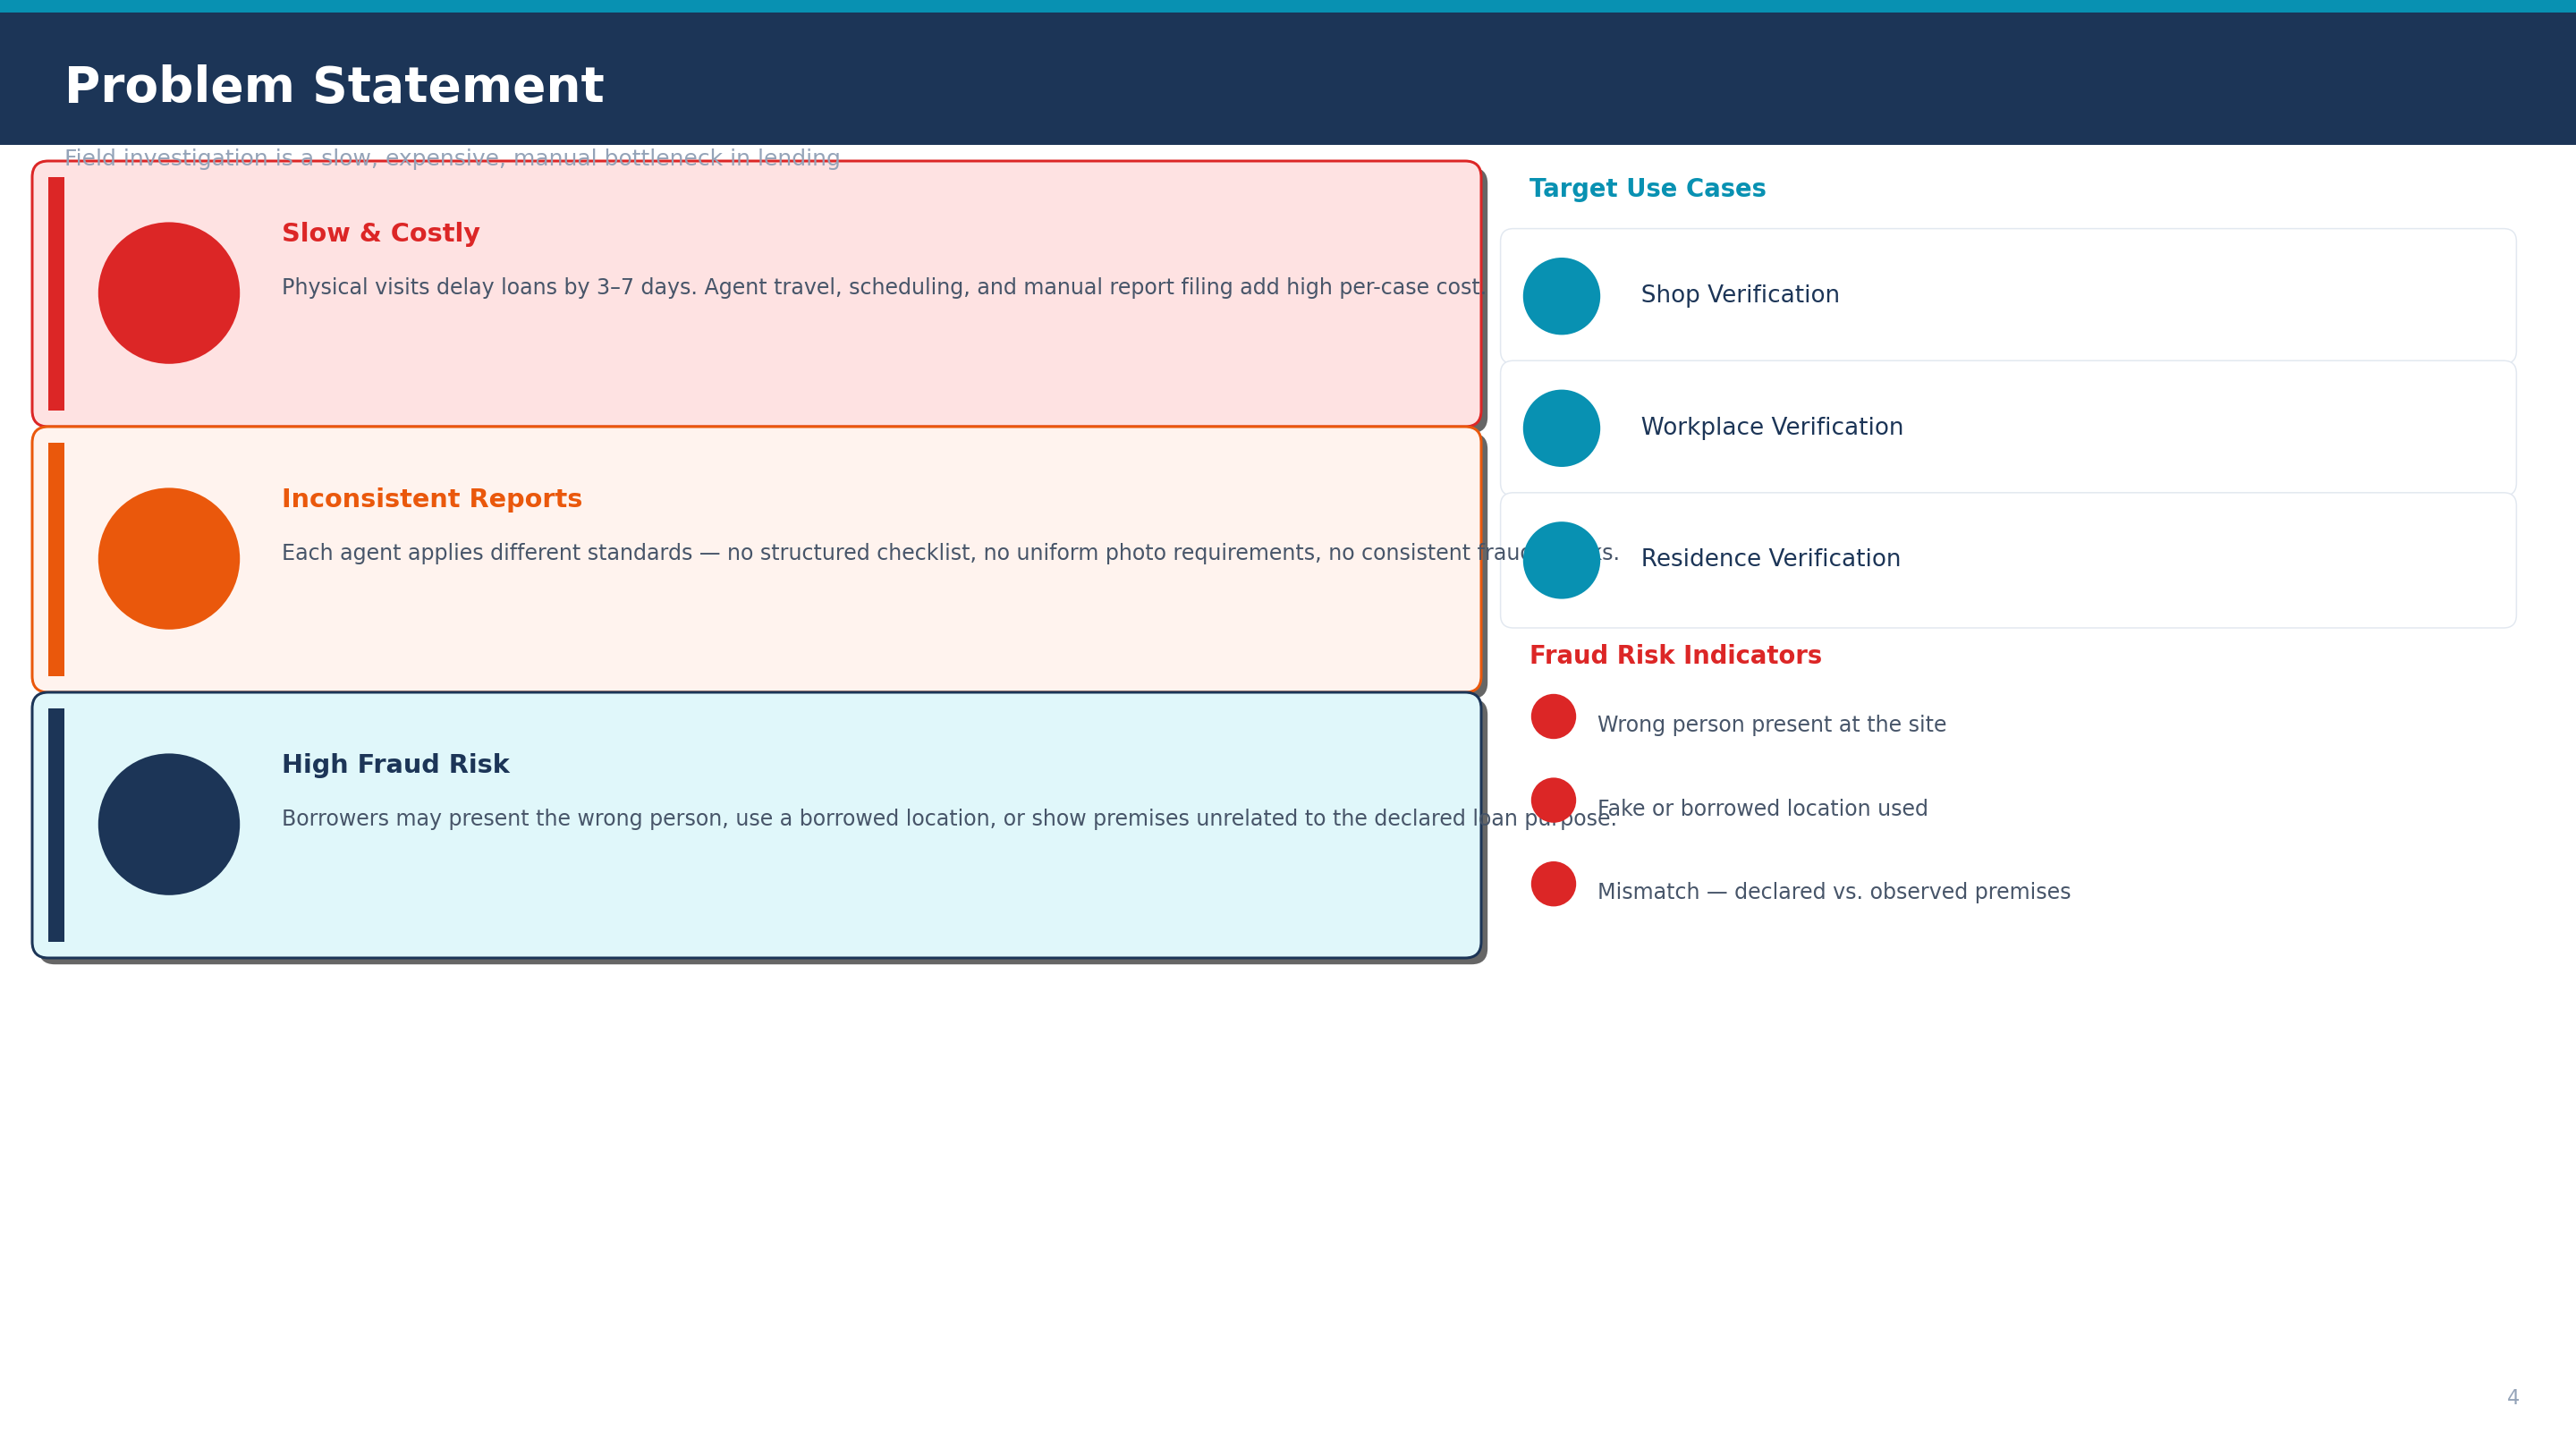 Problem Statement
Field investigation is a slow, expensive, manual bottleneck in lending
Slow & Costly
Physical visits delay loans by 3–7 days. Agent travel, scheduling, and manual report filing add high per-case cost.
Inconsistent Reports
Each agent applies different standards — no structured checklist, no uniform photo requirements, no consistent
High Fraud Risk
Borrowers may present the wrong person, use a borrowed location, or show premises unrelated to the declared loan purpose.
Target Use Cases
Shop Verification
Workplace Verification
Residence Verification
Fraud Risk Indicators
Wrong person present at the site
Fake or borrowed location used
Mismatch — declared vs. observed premises
4